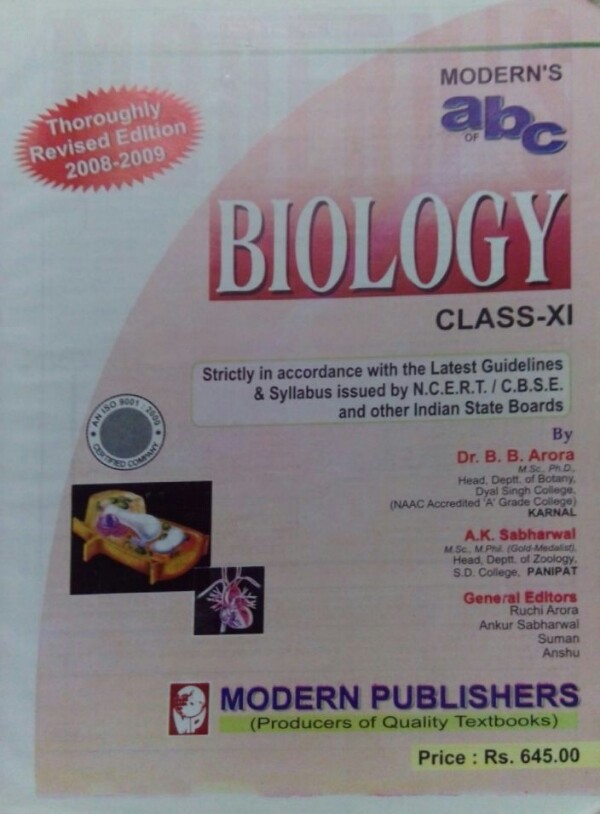 MODERN'S
abc
OF
BIOLOGY
CLASS-XI
Thoroughly
Revised Edition
2008-2009
Strictly in accordance with the Latest Guidelines
& Syllabus issued by N.C.E.R.T. / C.B.S.E.
and other Indian State Boards
AN ISO 9001 : 2000
CERTIFIED COMPANY
By
Dr. B. B. Arora
M.Sc., Ph.D.,
Head, Deptt. of Botany,
Dyal Singh College,
(NAAC Accredited 'A' Grade College)
KARNAL
A.K. Sabharwal
M.Sc., M.Phil. (Gold-Medalist),
Head, Deptt. of Zoology,
S.D. College, PANIPAT
General Editors
Ruchi Arora
Ankur Sabharwal
Suman
Anshu
MODERN PUBLISHERS
(Producers of Quality Textbooks)
Price : Rs. 645.00